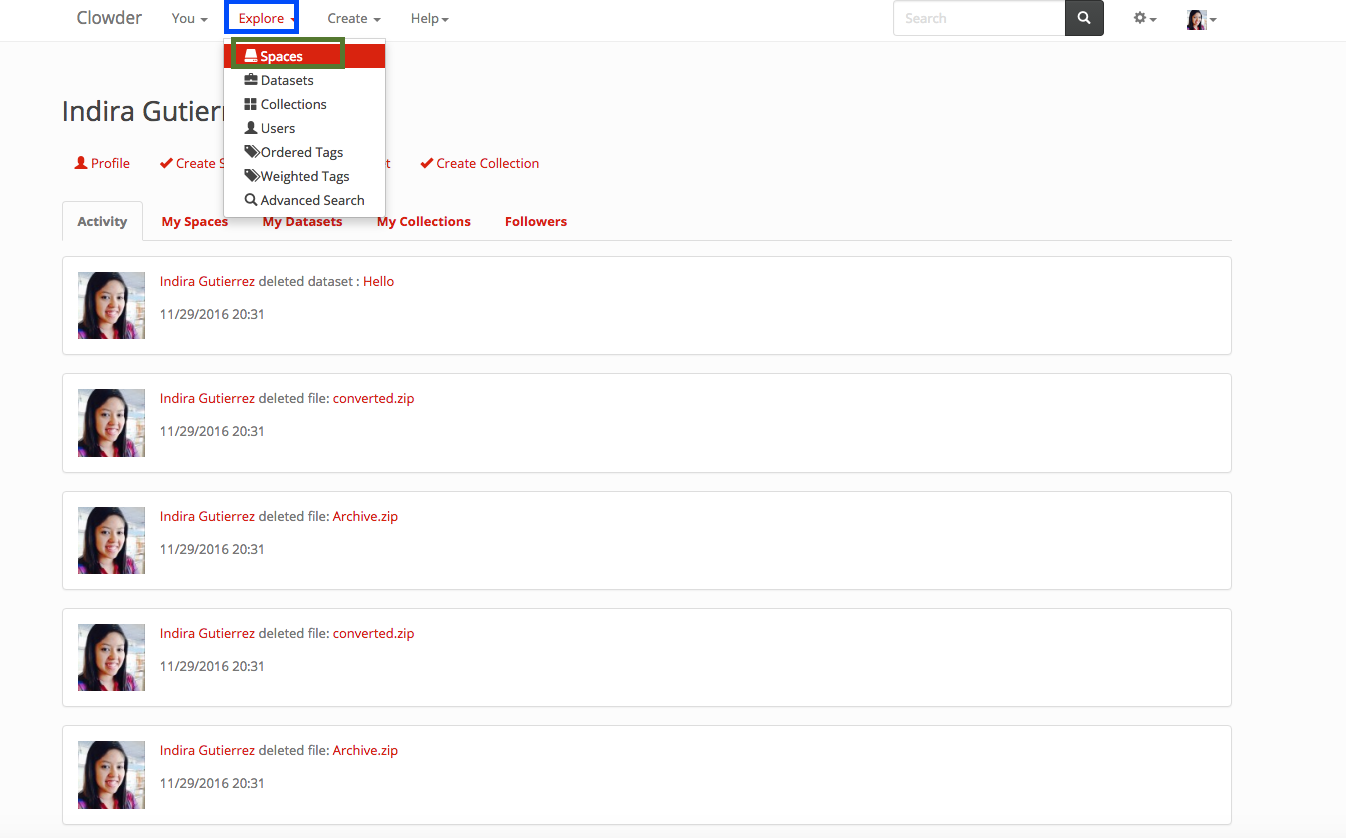 Clowder You Explore Create Help Search
Spaces
Datasets
Collections
Users
Ordered Tags
Weighted Tags
Advanced Search
Indira
Profile Create Create Collection
Activity My Spaces My Datasets My Collections Followers
Indira Gutierrez deleted dataset : Hello
11/29/2016 20:31
Indira Gutierrez deleted file: converted.zip
11/29/2016 20:31
Indira Gutierrez deleted file: Archive.zip
11/29/2016 20:31
Indira Gutierrez deleted file: converted.zip
11/29/2016 20:31
Indira Gutierrez deleted file: Archive.zip
11/29/2016 20:31